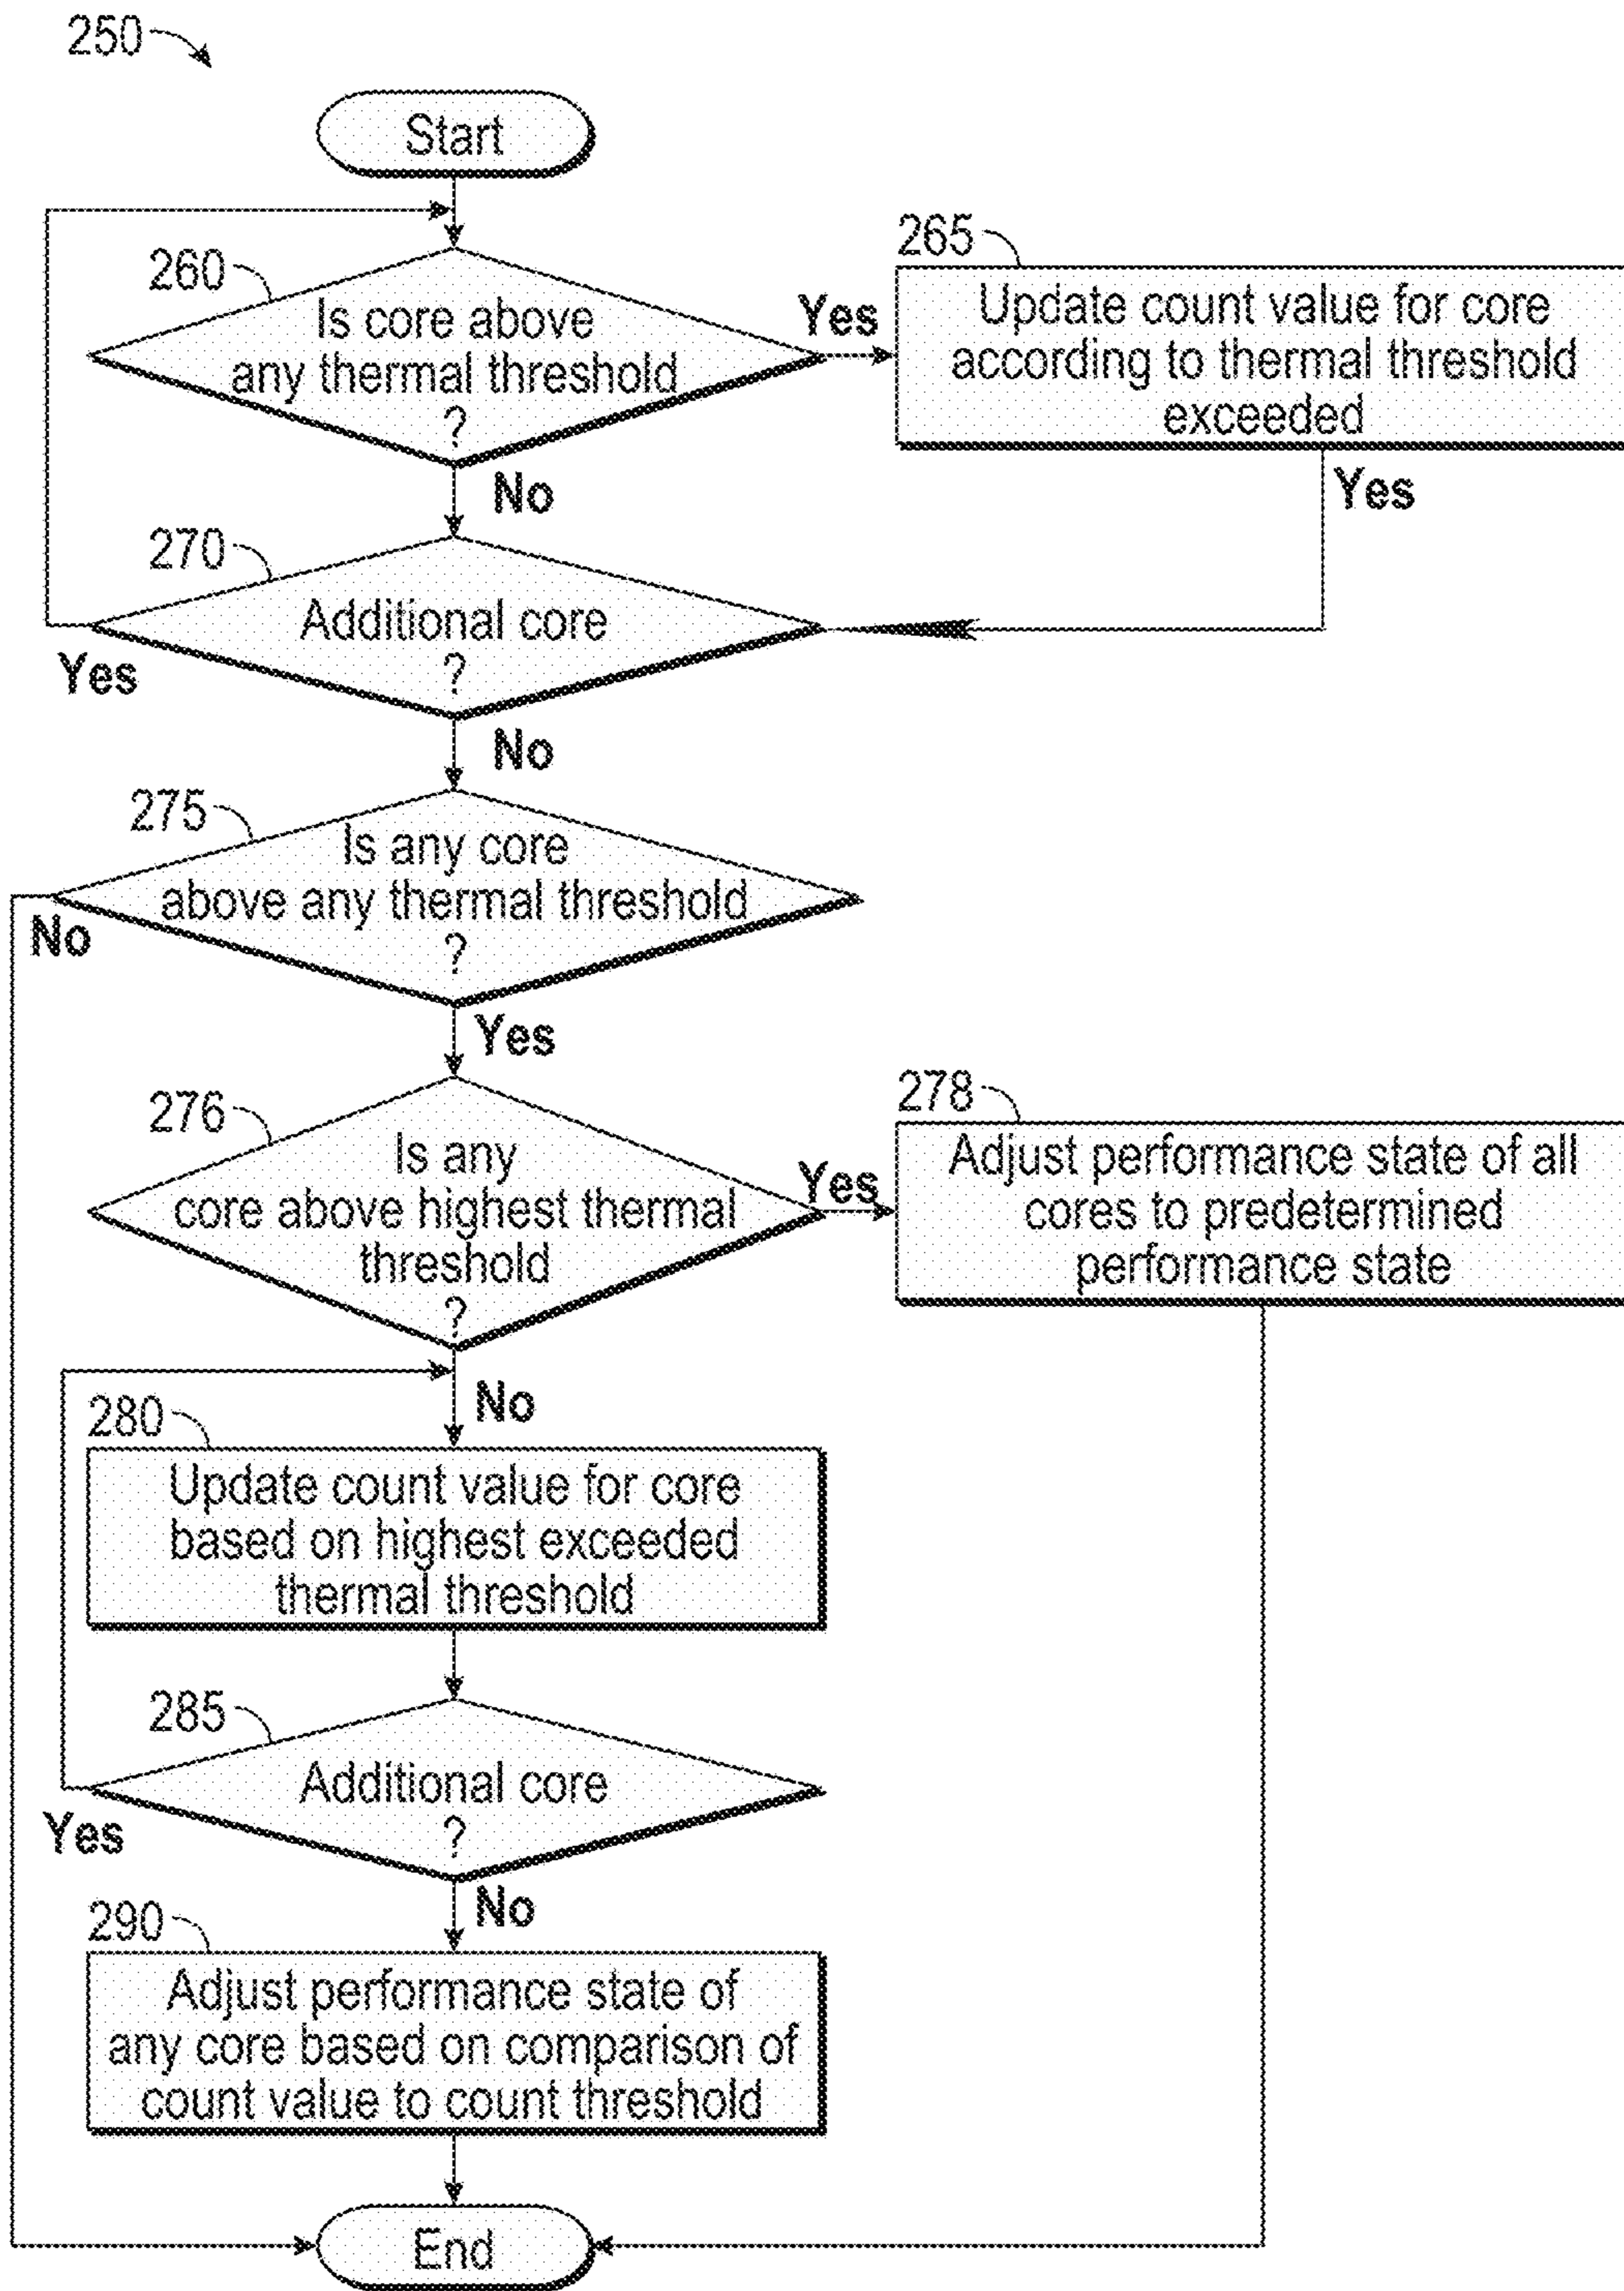 250
Start
260
Is core above
any thermal threshold
?
Yes
265
Update count value for core
according to thermal threshold
exceeded
No
Yes
270
Additional core
?
Yes
No
275
Is any core
above any thermal threshold
?
No
Yes
276
Is any
core above highest thermal
threshold
?
Yes
278
Adjust performance state of all
cores to predetermined
performance state
No
280
Update count value for core
based on highest exceeded
thermal threshold
285
Additional core
?
Yes
No
290
Adjust performance state of
any core based on comparison of
count value to count threshold
End